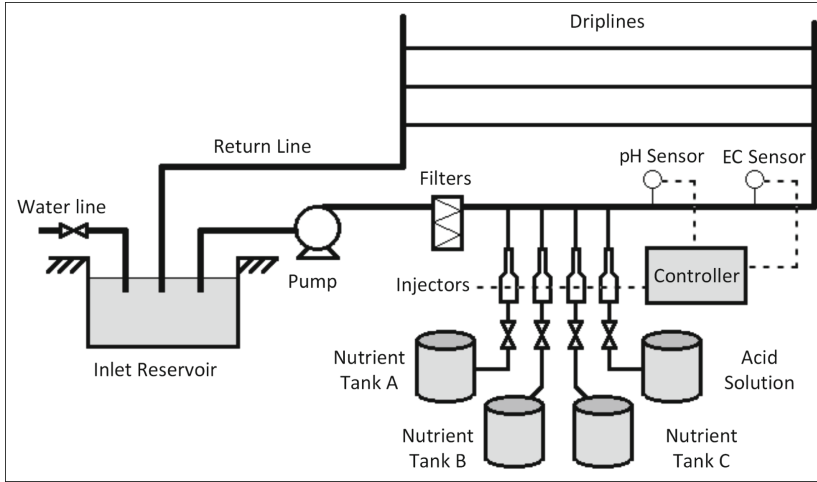 Driplines
Return Line
pH Sensor
EC Sensor
Filters
Water line
Pump
Injectors
Controller
Inlet Reservoir
Nutrient
Tank A
Acid
Solution
Nutrient
Tank B
Nutrient
Tank C